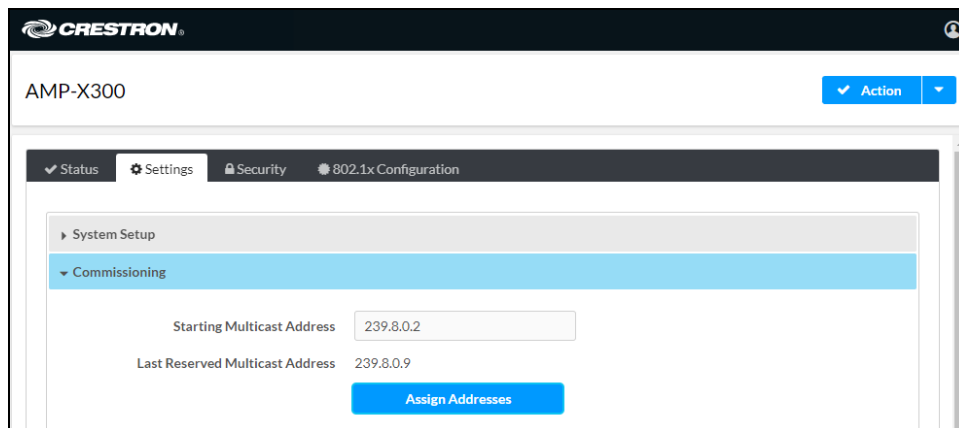 CRESTRON®
AMP-X300
Action
Status Settings Security 802.1x Configuration
System Setup
Commissioning
Starting Multicast Address 239.8.0.2
Last Reserved Multicast Address 239.8.0.9
Assign Addresses